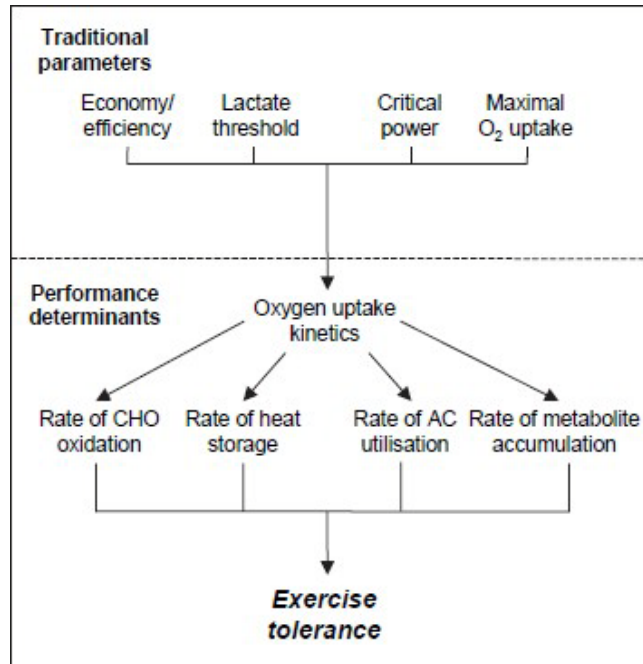 Traditional
parameters
Economy/
efficiency
Lactate
threshold
Critical
power
Maximal
O₂ uptake
Performance
determinants
Oxygen uptake
kinetics
Rate of CHO
oxidation
Rate of heat
storage
Rate of AC
utilisation
Rate of metabolite
accumulation
Exercise
tolerance